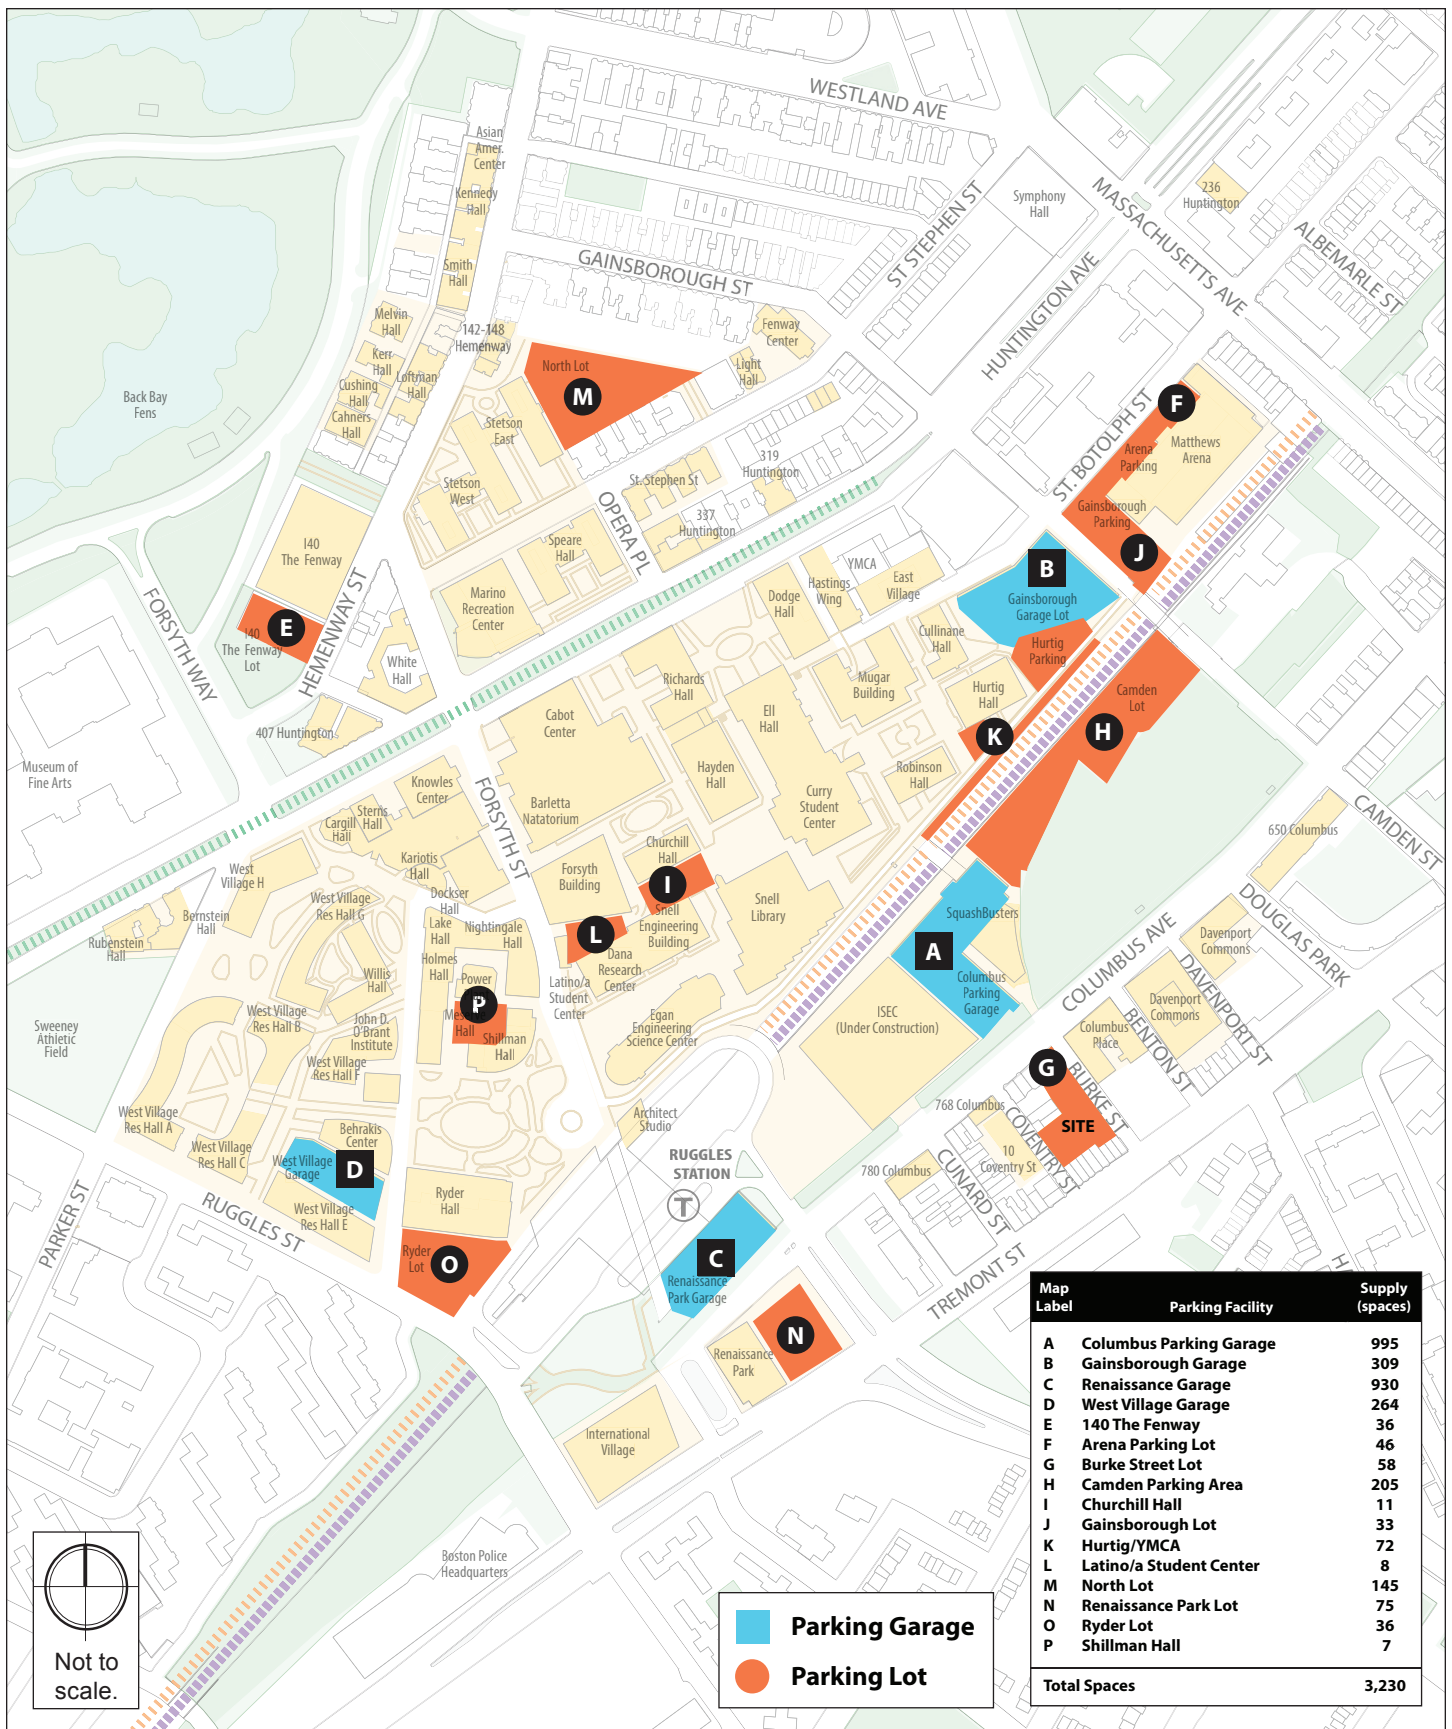 WESTLAND AVE
Asian
Amer.
Center
Kennedy
Hall
Smith
Hall
Symphony
Hall
236
Huntington
MASSACHUSETTS AVE
ALBEMARLE ST
ST STEPHEN ST
GAINSBOROUGH ST
HUNTINGTON AVE
Melvin
Hall
142-148
Hemenway
Fenway
Center
Kerr
Hall
Loftman
Hall
Light
Hall
Cushing
Hall
Cahners
Hall
North Lot
M
Back Bay
Fens
Stetson
East
Stetson
West
ST. BOTOLPH ST
F
Arena
Parking
Matthews
Arena
319
Huntington
St. Stephen St
337
Huntington
OPERA PL
Gainsborough
Parking
J
140
The Fenway
Speare
Hall
Marino
Recreation
Center
YMCA
East
Village
Hastings
Wing
Dodge
Hall
B
Gainsborough
Garage Lot
FORSYTH WAY
HEMENWAY ST
E
140
The Fenway
Lot
White
Hall
Cullinane
Hall
Hurtig
Parking
Richards
Hall
Mugar
Building
Hurtig
Hall
Camden
Lot
407 Huntington
Cabot
Center
Ell
Hall
K
H
Museum of
Fine Arts
Knowles
Center
FORSYTH ST
Hayden
Hall
Robinson
Hall
Barletta
Natatorium
Curry
Student
Center
Sterns
Hall
Cargill
Hall
650 Columbus
CAMDEN ST
Kariotis
Hall
Churchill
Hall
West
Village H
Forsyth
Building
I
Dockser
Hall
West Village
Res Hall G
Snell
Library
SquashBusters
Snell
Engineering
Building
Bernstein
Hall
Rubenstein
Hall
Lake
Hall
Nightingale
Hall
L
A
COLUMBUS AVE
DOUGLAS PARK
Davenport
Commons
Holmes
Hall
Dana
Research
Center
Willis
Hall
Power
Latino/a
Student
Center
Columbus
Parking
Garage
DAVENPORT ST
Davenport
Commons
P
Hall
Shillman
Hall
West Village
Res Hall B
John D.
O'Brant
Institute
ISEC
(Under Construction)
Egan
Engineering
Science Center
Sweeney
Athletic
Field
Columbus
Place
BENTON ST
West Village
Res Hall F
G
BURKE ST
West Village
Res Hall A
768 Columbus
COVENTRY ST
SITE
Architect
Studio
Behrakis
Center
West Village
Res Hall C
West Village
Garage
D
10
Coventry St
RUGGLES
STATION
T
780 Columbus
CUNARD ST
West Village
Res Hall E
Ryder
Hall
PARKER ST
RUGGLES ST
Ryder
Lot
O
C
Renaissance
Park Garage
TREMONT ST
N
Renaissance
Park
International
Village
Boston Police
Headquarters
Map
Label Parking Facility Supply
(spaces)
A Columbus Parking Garage 995
B Gainsborough Garage 309
C Renaissance Garage 930
D West Village Garage 264
E 140 The Fenway 36
F Arena Parking Lot 46
G Burke Street Lot 58
H Camden Parking Area 205
I Churchill Hall 11
J Gainsborough Lot 33
K Hurtig/YMCA 72
L Latino/a Student Center 8
M North Lot 145
N Renaissance Park Lot 75
O Ryder Lot 36
P Shillman Hall 7
Total Spaces 3,230
Parking Garage
Parking Lot
Not to
scale.